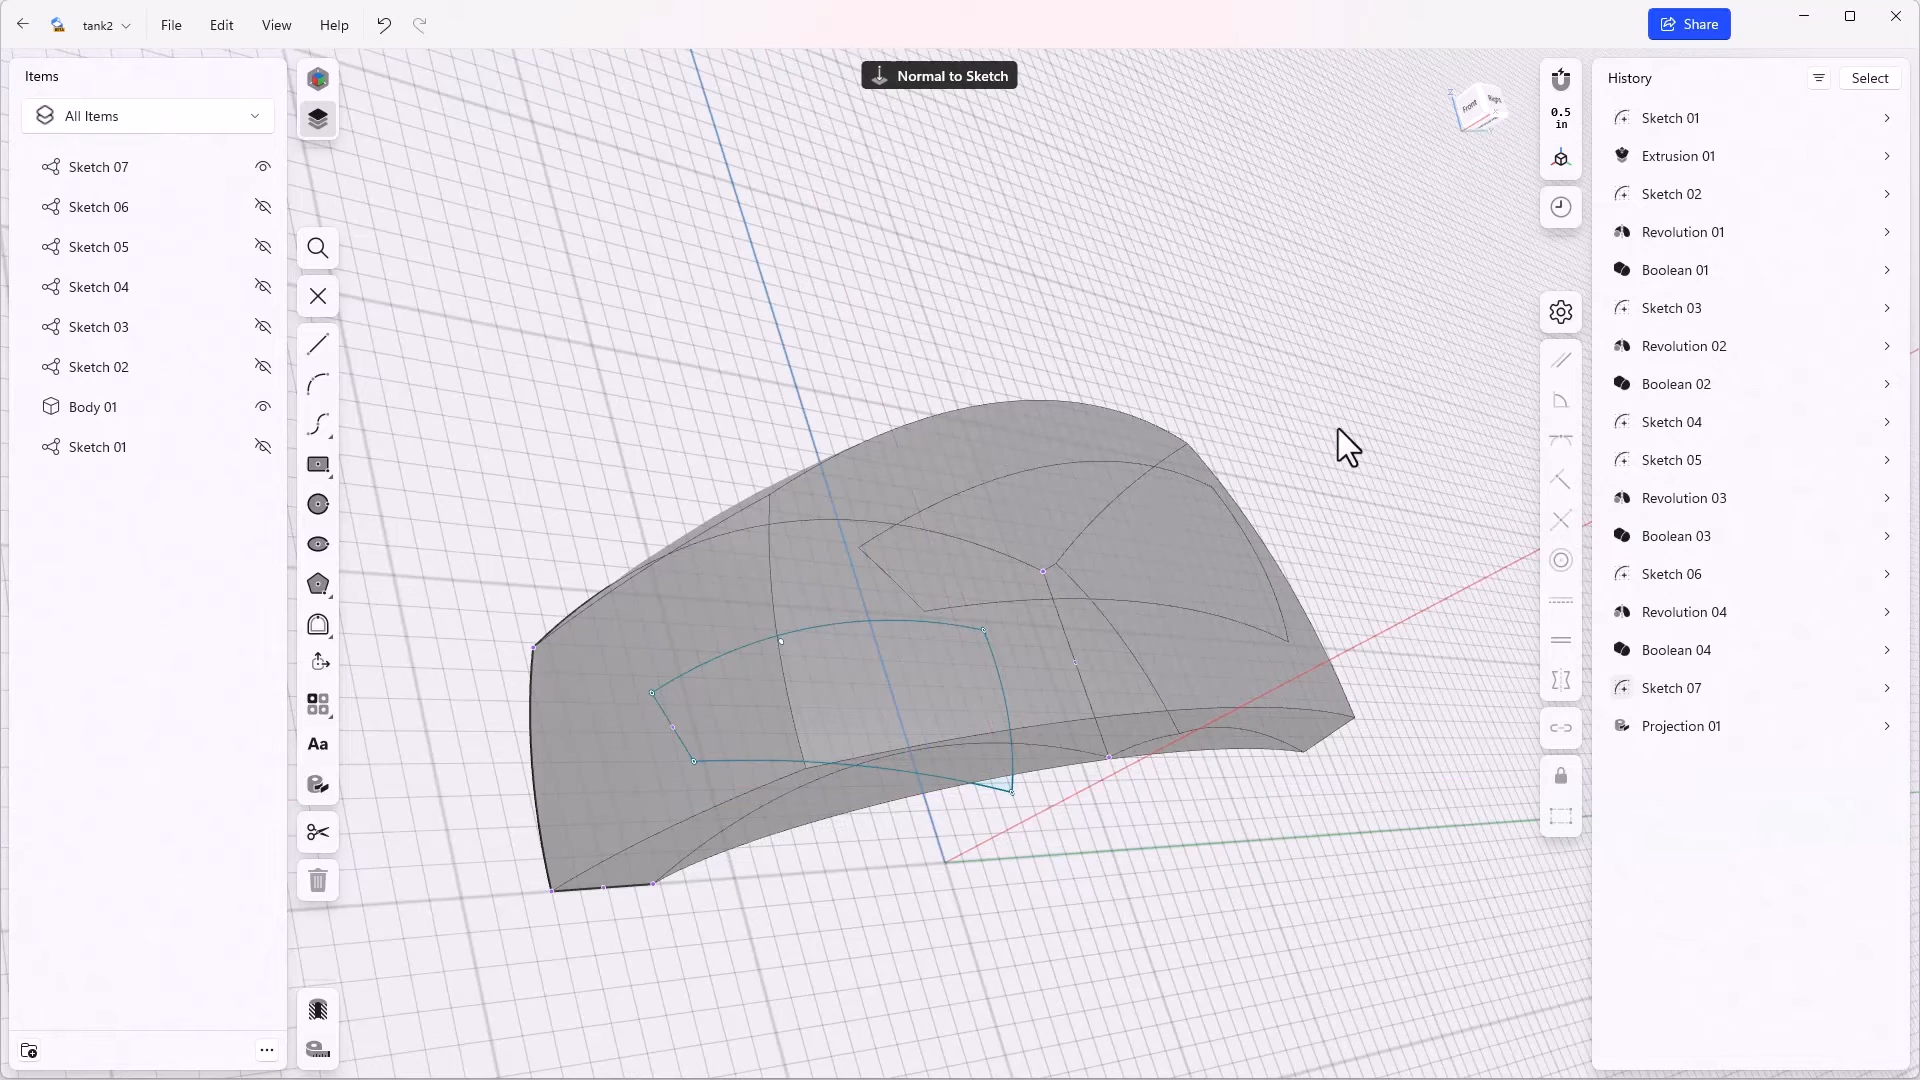 tank2
File
Edit
View
Help
Share
Items
All Items
Sketch 07
Sketch 06
Sketch 05
Sketch 04
Sketch 03
Sketch 02
Body 01
Sketch 01
Aa
Normal to Sketch
Front
0.5
in
History
Select
Sketch 01
Extrusion 01
Sketch 02
Revolution 01
Boolean 01
Sketch 03
Revolution 02
Boolean 02
Sketch 04
Sketch 05
Revolution 03
Boolean 03
Sketch 06
Revolution 04
Boolean 04
Sketch 07
Projection 01